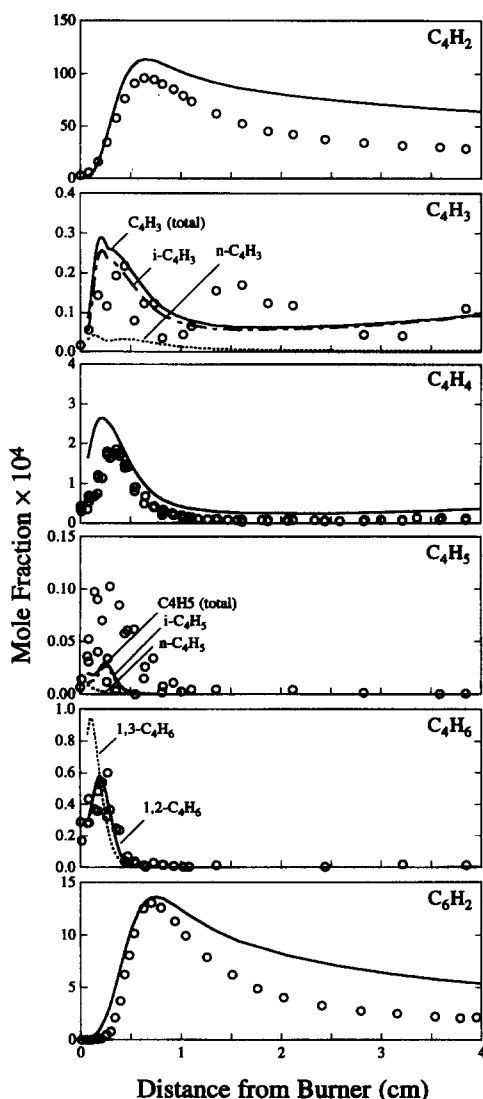 C₄H₂
150
100
50
0
C₄H₃
0.4
0.3
0.2
0.1
0.0
C₄H₃ (total)
i-C₄H₃
n-C₄H₃
C₄H₄
4
3
2
1
0
C₄H₅
0.15
0.10
0.05
0.00
C4H5 (total)
i-C₄H₅
n-C₄H₅
C₄H₆
1.0
0.8
0.6
0.4
0.2
0.0
1,3-C₄H₆
1,2-C₄H₆
C₆H₂
15
10
5
0
0 1 2 3 4
Mole Fraction × 10⁴
Distance from Burner (cm)